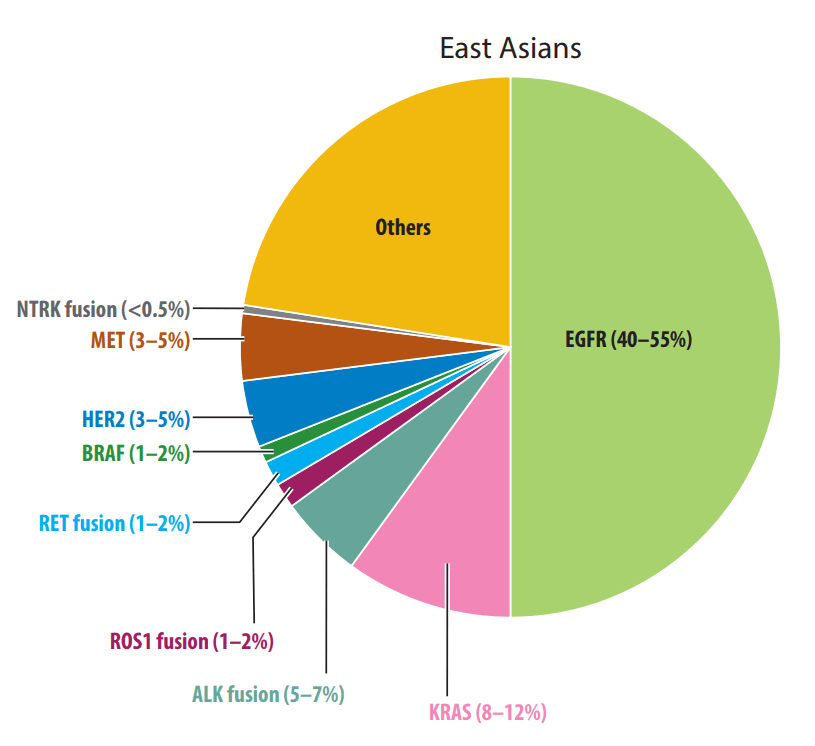 East Asians
Others
NTRK fusion (<0.5%)
MET (3–5%)
EGFR (40–55%)
HER2 (3–5%)
BRAF (1–2%)
RET fusion (1–2%)
ROS1 fusion (1–2%)
ALK fusion (5–7%)
KRAS (8–12%)